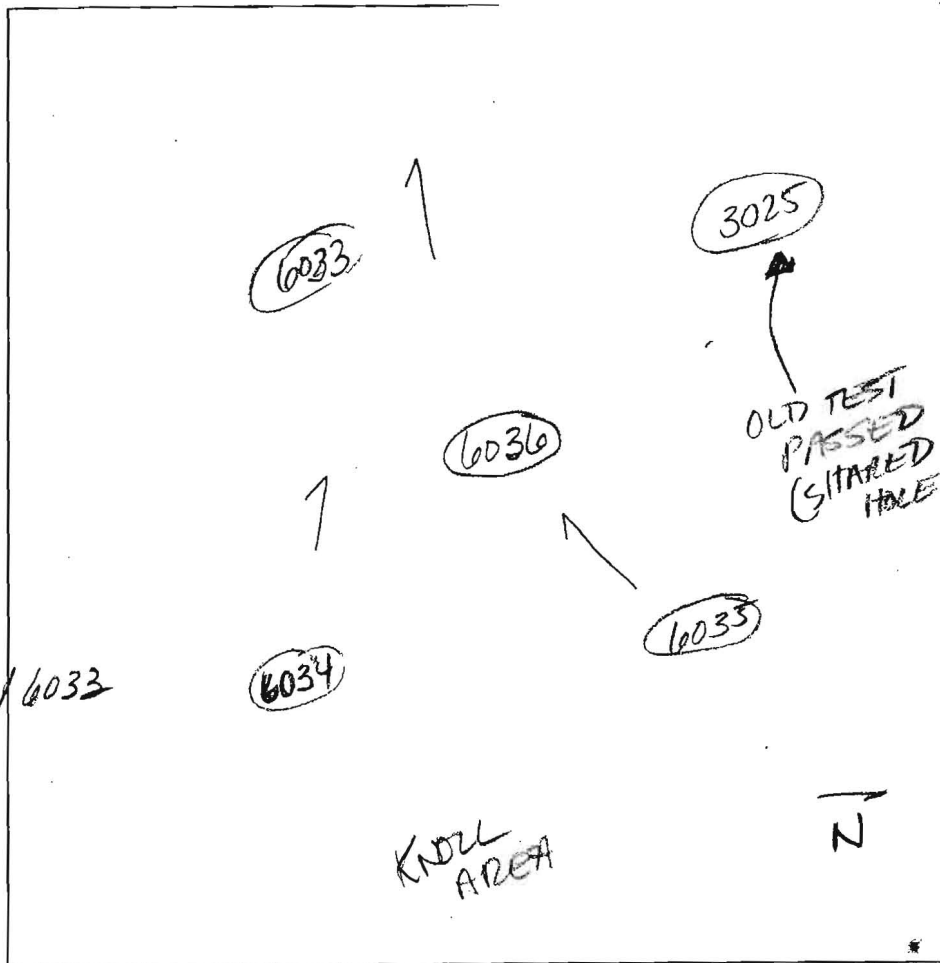 3025
6033
OLD TEST
PASSED
(SHARED
HOLE
6036
6035
6034
6033
KNOLL
AREA
N